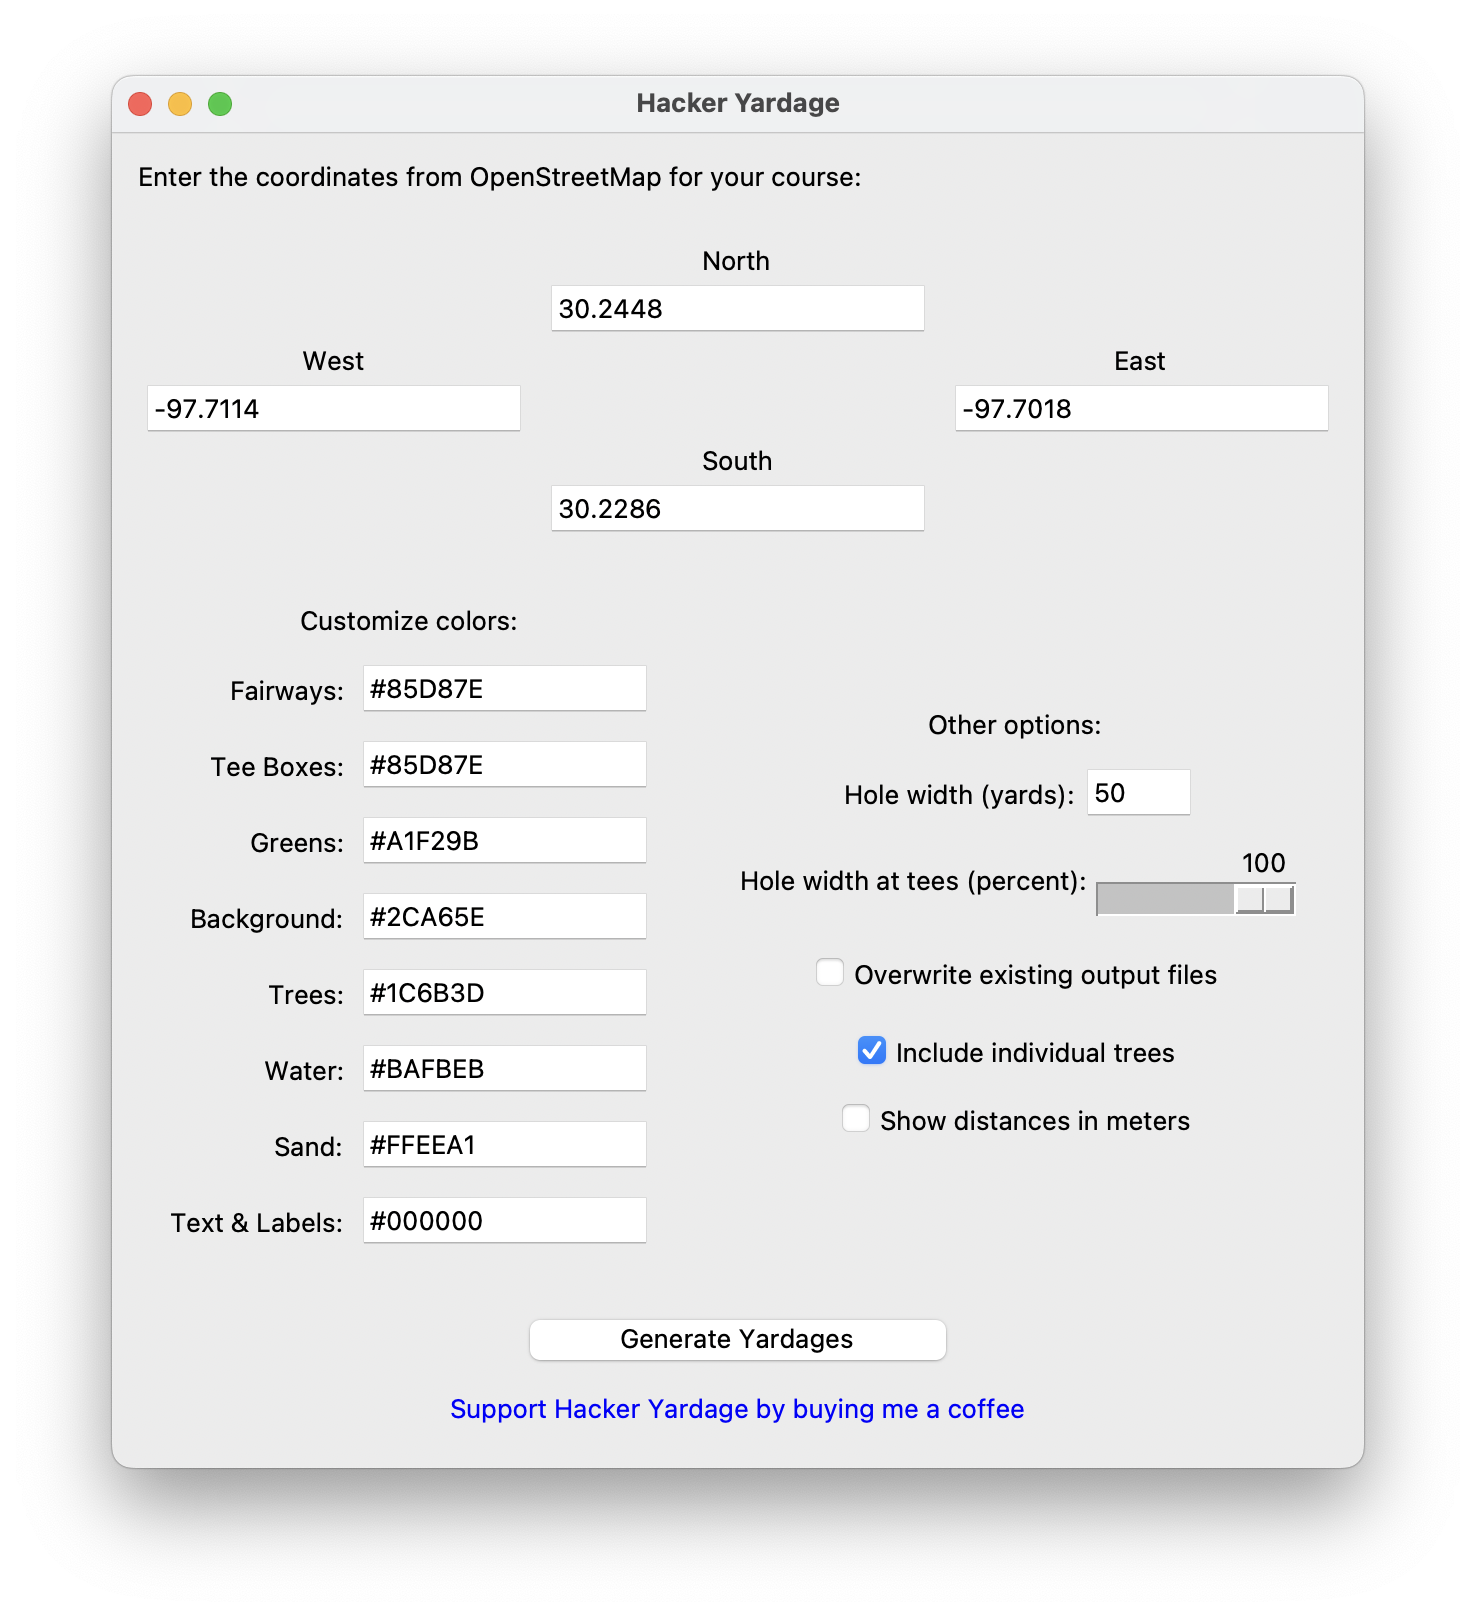 Hacker Yardage
Enter the coordinates from OpenStreetMap for your course:
North
30.2448
West
East
-97.7114
-97.7018
South
30.2286
Customize colors:
Fairways: #85D87E
Tee Boxes: #85D87E
Greens: #A1F29B
Background: #2CA65E
Trees: #1C6B3D
Water: #BAFBEB
Sand: #FFEEA1
Text & Labels: #000000
Other options:
Hole width (yards): 50
100
Hole width at tees (percent):
Overwrite existing output files
Include individual trees
Show distances in meters
Generate Yardages
Support Hacker Yardage by buying me a coffee